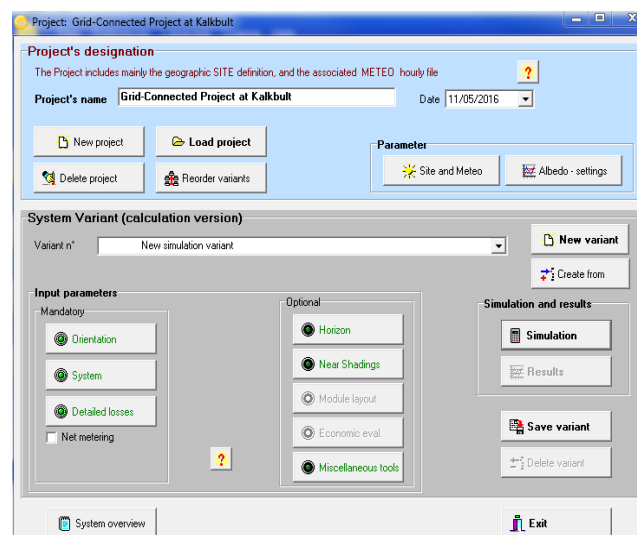 Project: Grid-Connected Project at Kalkbult
Project's designation
The Project includes mainly the geographic SITE definition, and the associated METEO hourly file
?
Project's name Grid-Connected Project at Kalkbult Date 11/05/2016
New project Load project
Parameter
Delete project Reorder variants Site and Meteo Albedo - settings
System Variant (calculation version)
Variant n° New simulation variant New variant
Create from
Input parameters
Mandatory Optional Simulation and results
Orientation Horizon Simulation
System Near Shadings Results
Detailed losses Module layout
Net metering Economic eval. Save variant
? Miscellaneous tools Delete variant
System overview Exit